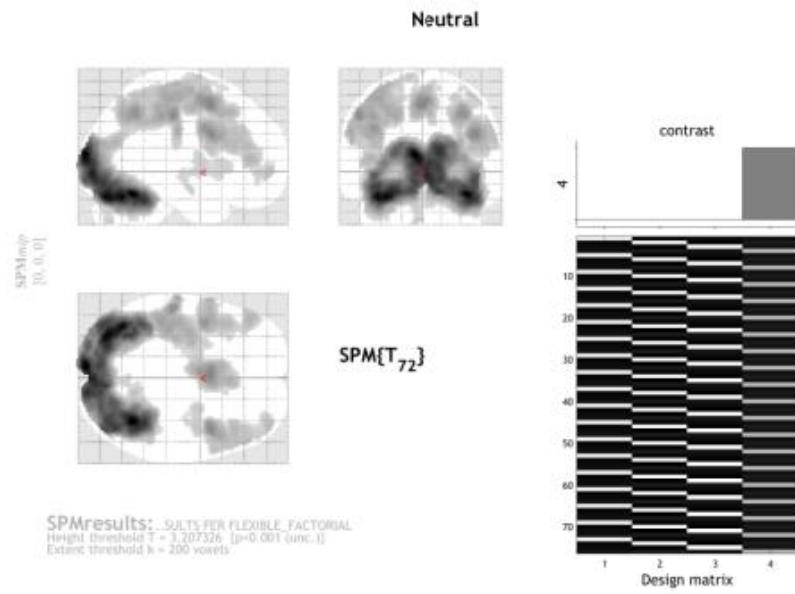 Neutral
contrast
4
SPMmip
[0, 0, 0]
<
<
<
SPM{T72}
10
20
30
40
50
60
70
1 2 3 4
Design matrix
SPMresults: ..SULTS FER FLEXIBLE_FACTORIAL
Height threshold T = 3.207326 [p<0.001 (unc.)]
Extent threshold k = 200 voxels